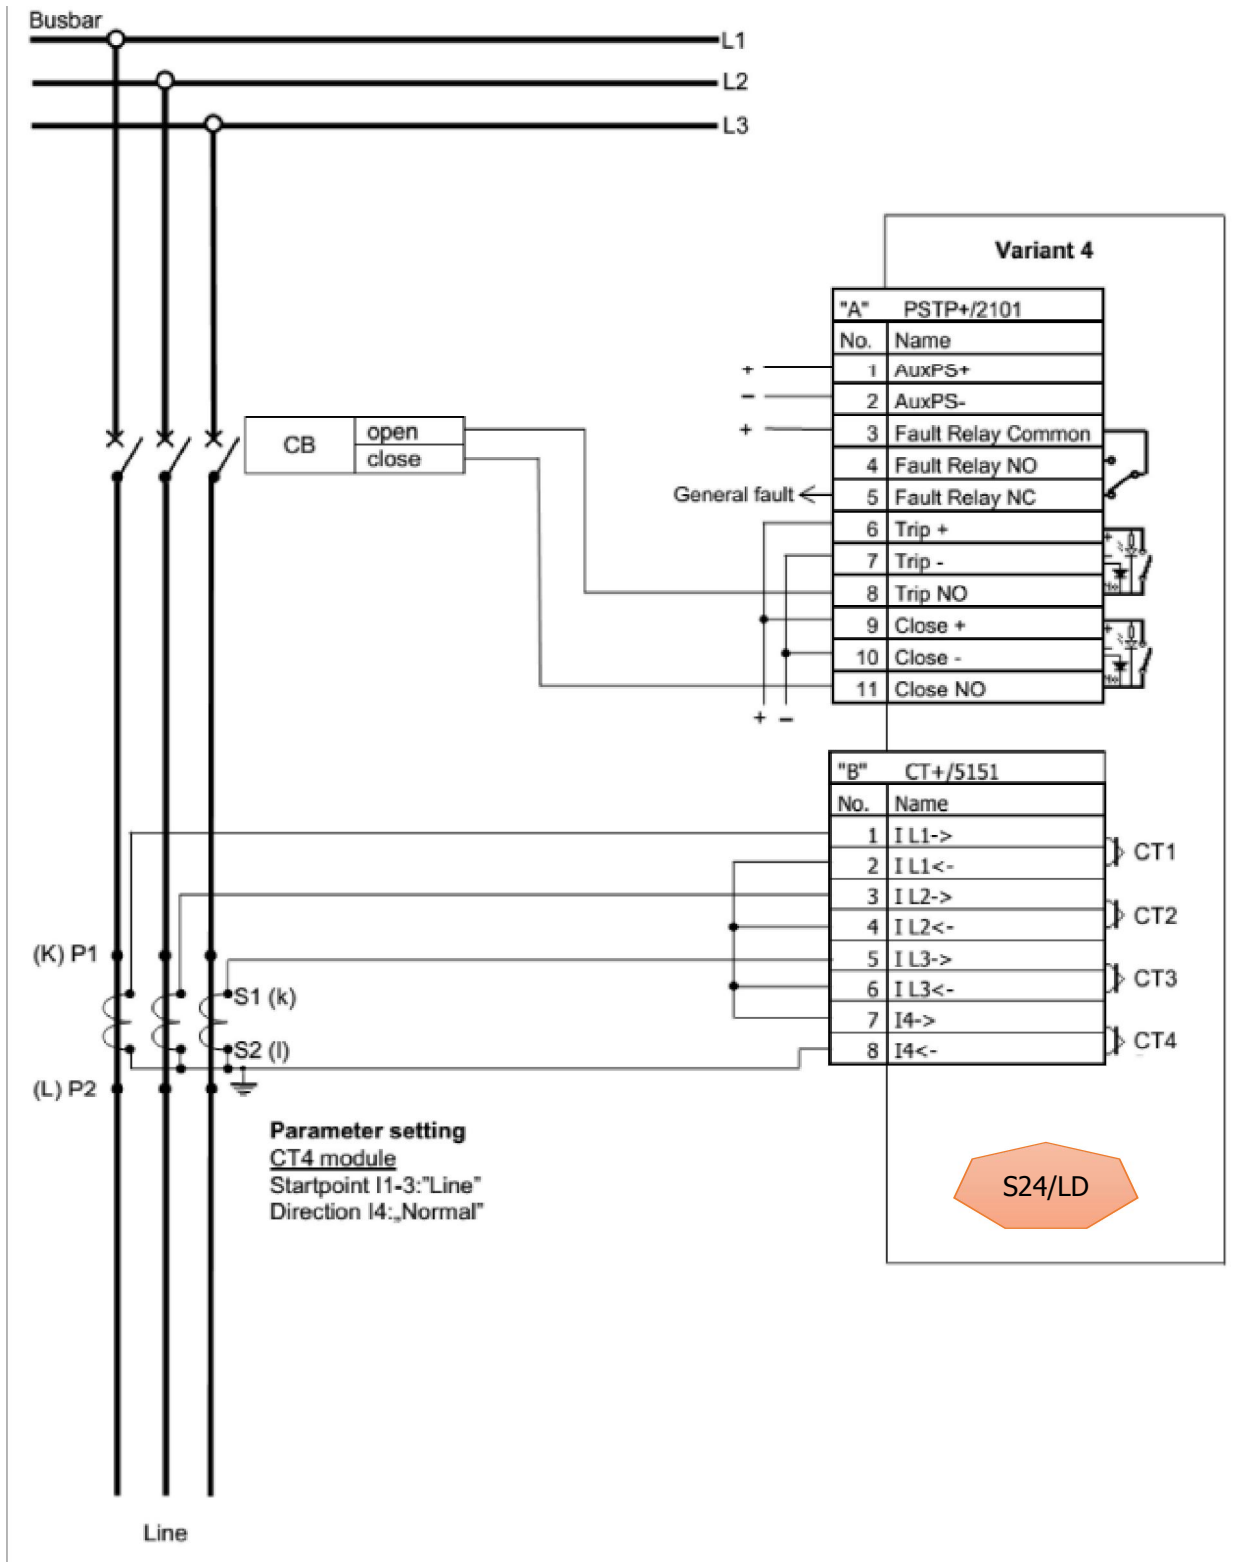 Busbar
L1
L2
L3
Variant 4
"A" PSTP+/2101
No. Name
+ 1 AuxPS+
− 2 AuxPS-
+ 3 Fault Relay Common
4 Fault Relay NO
General fault 5 Fault Relay NC
6 Trip +
7 Trip -
8 Trip NO
9 Close +
10 Close -
11 Close NO
+ −
CB open
close
"B" CT+/5151
No. Name
1 I L1->
2 I L1<-
CT1
3 I L2->
4 I L2<-
CT2
5 I L3->
6 I L3<-
CT3
7 I4->
8 I4<-
CT4
(K) P1
S1 (k)
S2 (l)
(L) P2
Parameter setting
CT4 module
Startpoint I1-3:"Line"
Direction I4:„Normal"
S24/LD
Line